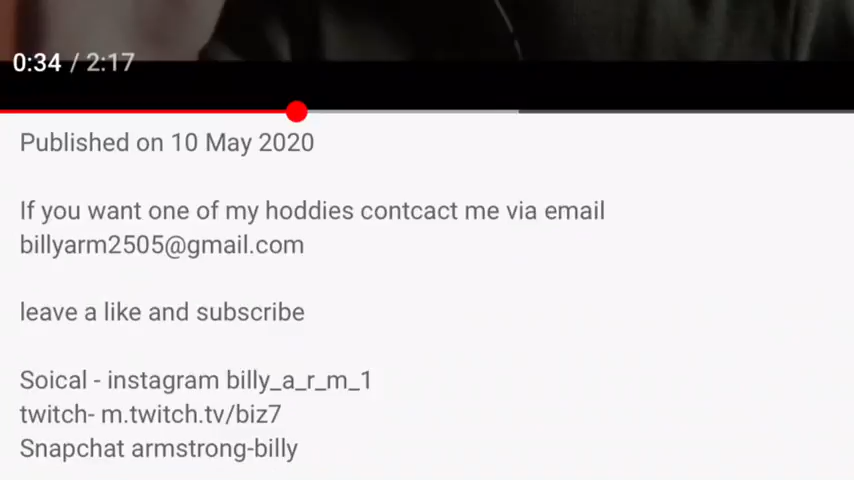 0:34 / 2:17
Published on 10 May 2020
If you want one of my hoddies contcact me via email
billyarm2505@gmail.com
leave a like and subscribe
Soical - instagram billy_a_r_m_1
twitch- m.twitch.tv/biz7
Snapchat armstrong-billy